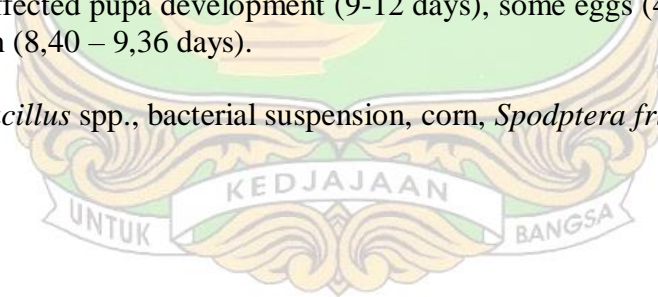 ffected pupa development (9-12 days), some eggs (4
(8,40 – 9,36 days).
cillus spp., bacterial suspension, corn, Spodptera fr
UNTUK KEDJAJAAN BANGSA